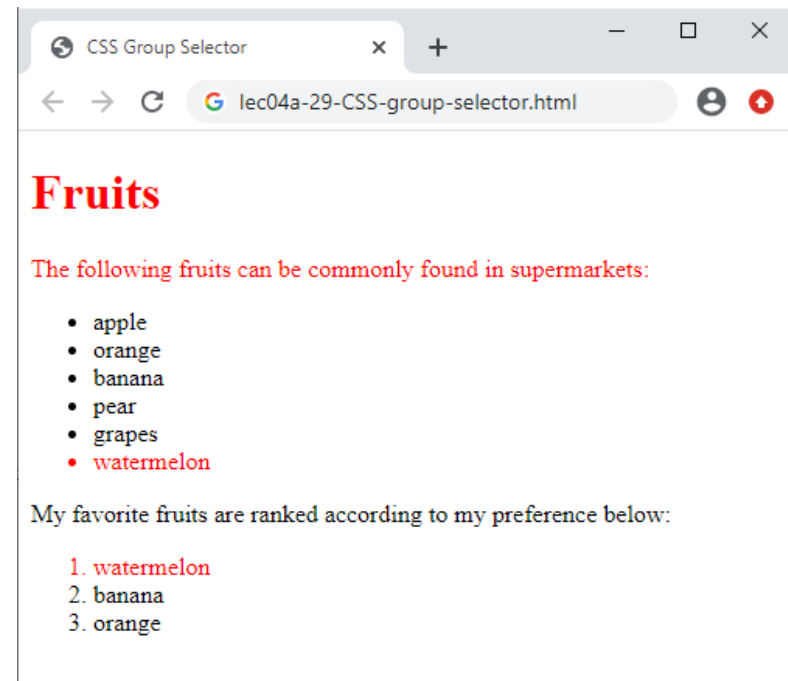 CSS Group Selector
lec04a-29-CSS-group-selector.html
Fruits
The following fruits can be commonly found in supermarkets:
• apple
• orange
• banana
• pear
• grapes
• watermelon
My favorite fruits are ranked according to my preference below:
1. watermelon
2. banana
3. orange